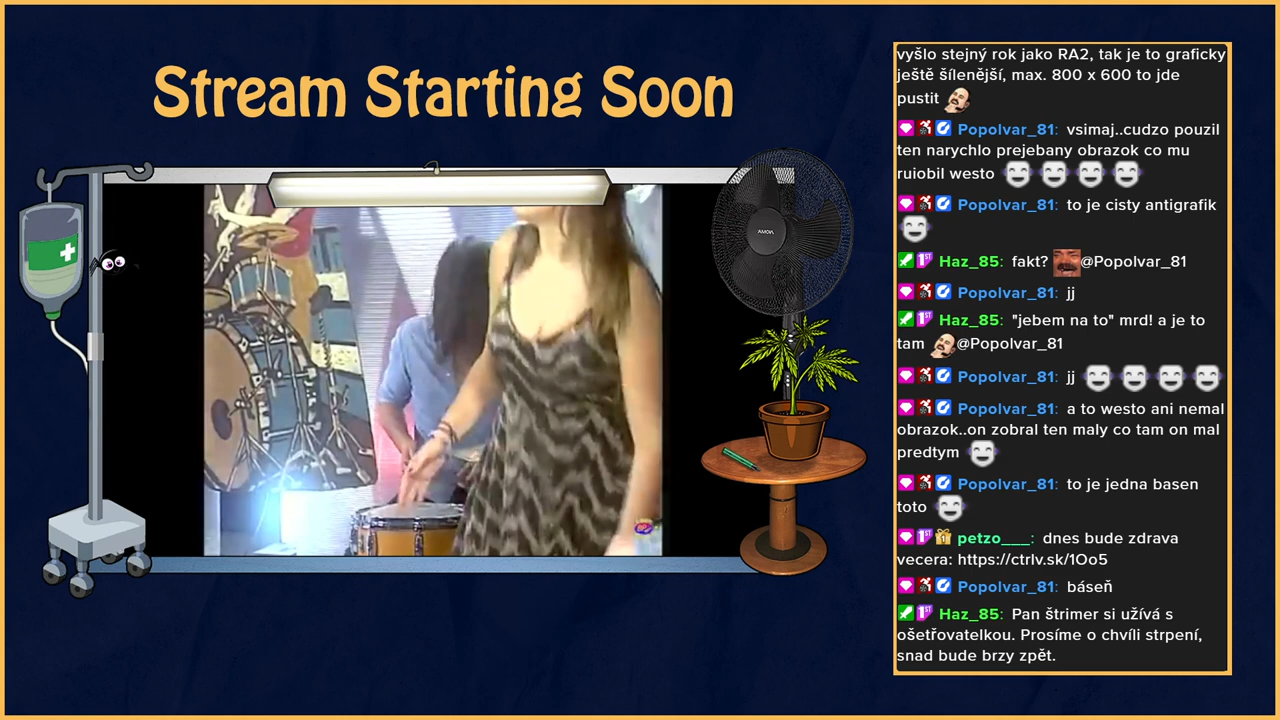 Stream Starting Soon
vyšlo stejný rok jako RA2, tak je to graficky
ještě šílenější, max. 800 x 600 to jde
pustit
Popolvar_81: vsimaj..cudzo pouzil
ten narychlo prejebany obrazok co mu
ruiobil westo
Popolvar_81: to je cisty antigrafik
Haz_85: fakt? @Popolvar_81
Popolvar_81: jj
Haz_85: "jebem na to" mrd! a je to
tam @Popolvar_81
Popolvar_81: jj
Popolvar_81: a to westo ani nemal
obrazok..on zobral ten maly co tam on mal
predtym
Popolvar_81: to je jedna basen
toto
petzo___: dnes bude zdrava
vecera: https://ctrlv.sk/1Oo5
Popolvar_81: báseň
Haz_85: Pan štrimer si užívá s
ošetřovatelkou. Prosíme o chvíli strpení,
snad bude brzy zpět.